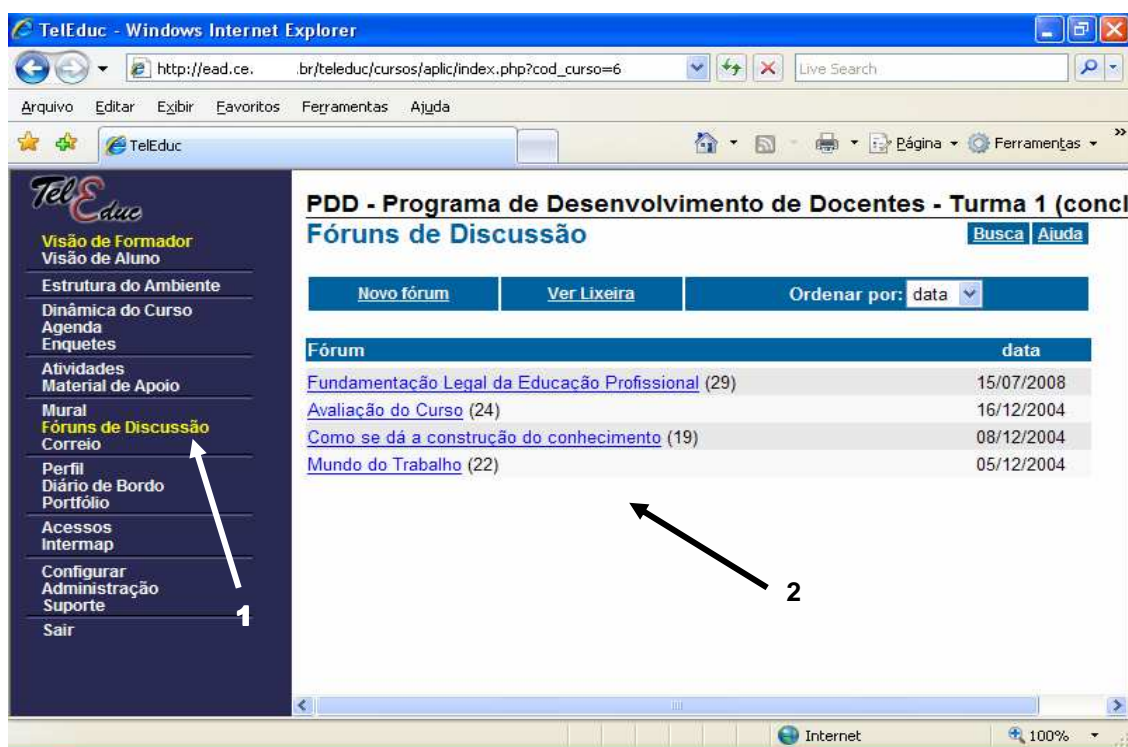 TelEduc - Windows Internet Explorer
http://ead.ce. .br/teleduc/cursos/aplic/index.php?cod_curso=6 Live Search
Arquivo Editar Exibir Favoritos Ferramentas Ajuda
TelEduc Página Ferramentas »
TelEduc
PDD - Programa de Desenvolvimento de Docentes - Turma 1 (concl
Fóruns de Discussão Busca Ajuda
Visão de Formador
Visão de Aluno
Estrutura do Ambiente
Dinâmica do Curso
Agenda
Enquetes
Atividades
Material de Apoio
Mural
Fóruns de Discussão
Correio
Perfil
Diário de Bordo
Portfólio
Acessos
Intermap
Configurar
Administração
Suporte
Sair
1
Novo fórum Ver Lixeira Ordenar por: data
Fórum data
Fundamentação Legal da Educação Profissional (29) 15/07/2008
Avaliação do Curso (24) 16/12/2004
Como se dá a construção do conhecimento (19) 08/12/2004
Mundo do Trabalho (22) 05/12/2004
2
Internet 100%